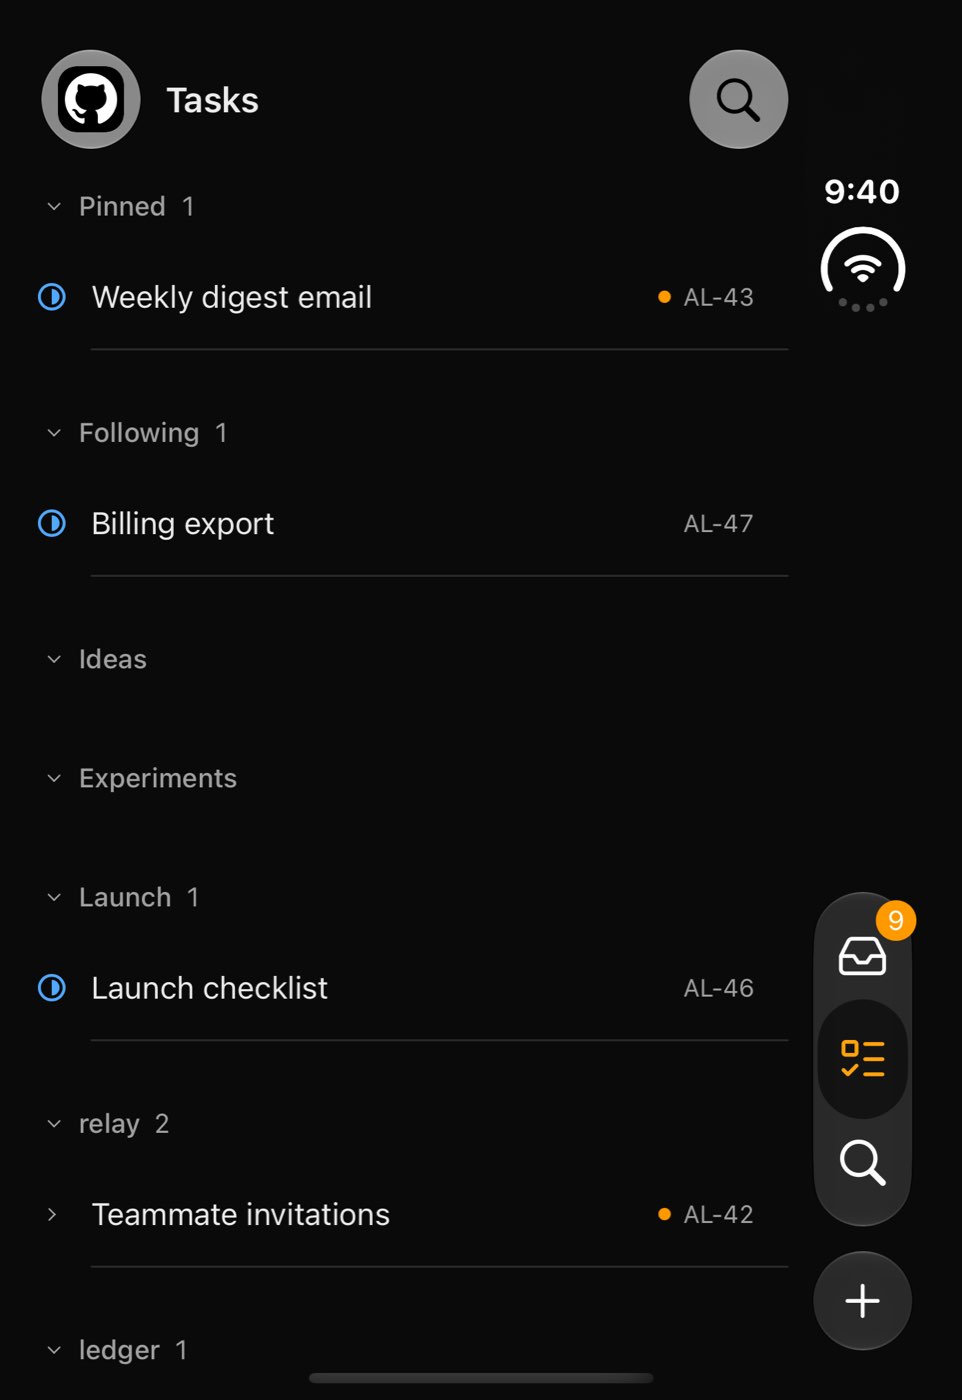 Tasks
9:40
Pinned 1
Weekly digest email AL-43
Following 1
Billing export AL-47
Ideas
Experiments
Launch 1
9
Launch checklist AL-46
relay 2
Teammate invitations AL-42
ledger 1